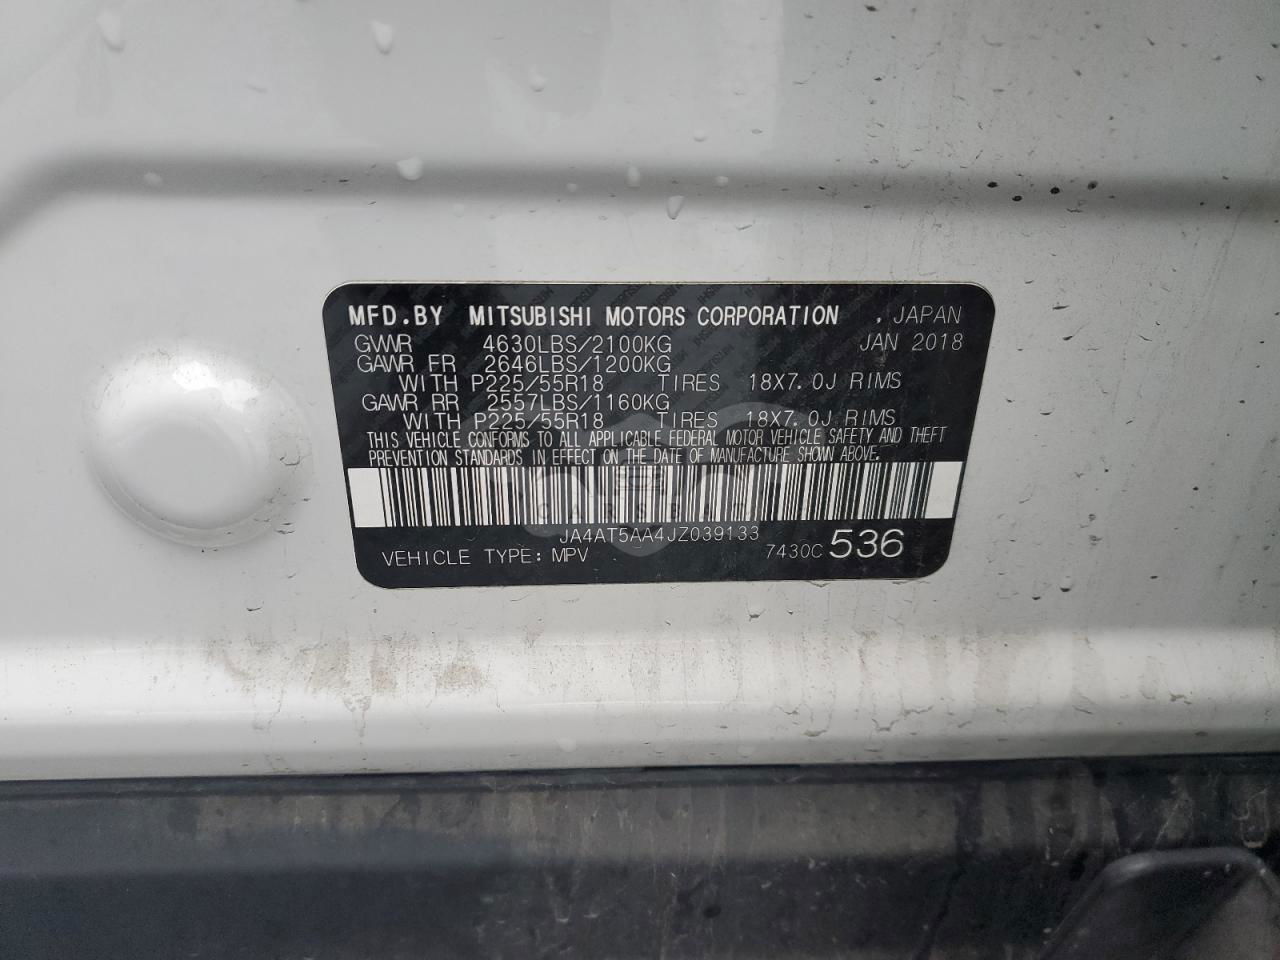 MFD.BY MITSUBISHI MOTORS CORPORATION , JAPAN
GVWR 4630LBS/2100KG JAN 2018
GAWR FR 2646LBS/1200KG
WITH P225/55R18 TIRES 18X7.0J RIMS
GAWR RR 2557LBS/1160KG
WITH P225/55R18 TIRES 18X7.0J RIMS
THIS VEHICLE CONFORMS TO ALL APPLICABLE FEDERAL MOTOR VEHICLE SAFETY AND THEFT
PREVENTION STANDARDS IN EFFECT ON THE DATE OF MANUFACTURE SHOWN ABOVE.
JA4AT5AA4JZ039133
VEHICLE TYPE: MPV 7430C 536